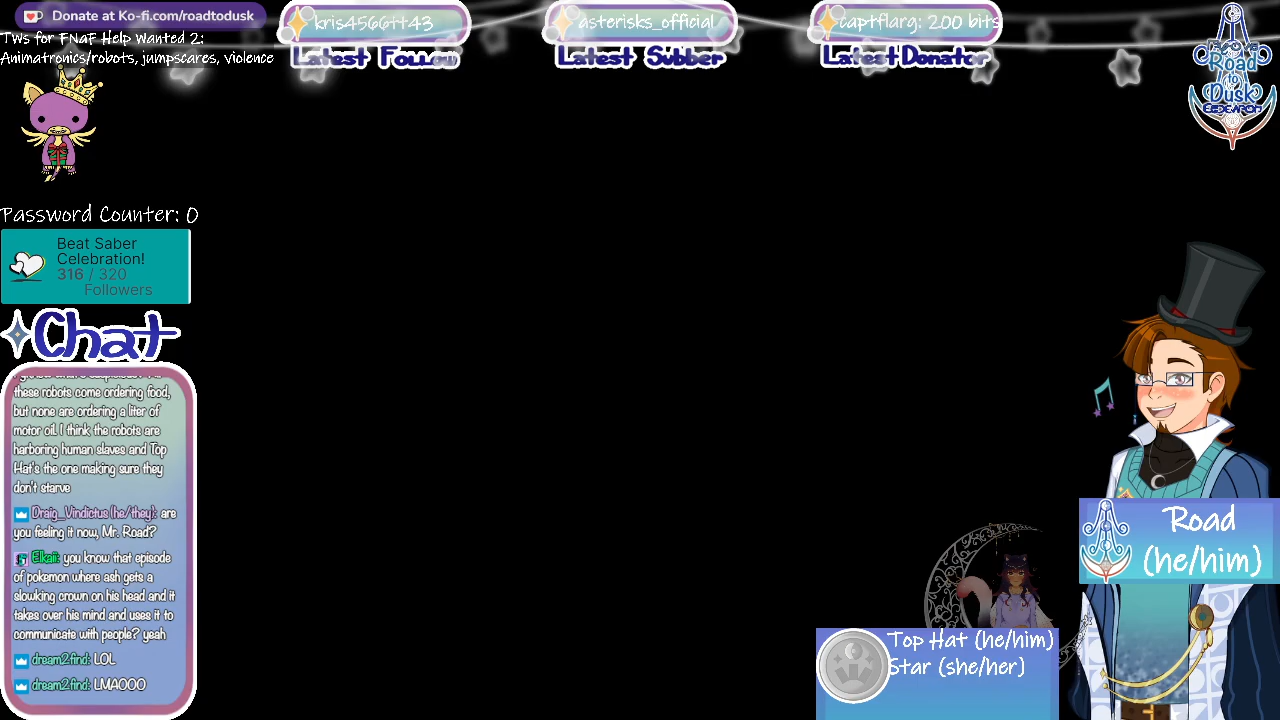 Donate at Ko-fi.com/roadtodusk
TWs for FNaF Help Wanted 2:
Animatronics/robots, jumpscares, violence
kris4566tt43
Latest Follow
asterisks_official
Latest Subber
captflarg: 200 bits
Latest Donator
Road
to
Dusk
Password Counter: 0
Beat Saber
Celebration!
316 / 320
Followers
Chat
these robots come ordering food,
but none are ordering a liter of
motor oil. I think the robots are
harboring human slaves and Top
Hat's the one making sure they
don't starve
Draig_Vindictus (he/they): are
you feeling it now, Mr. Road?
Elkaii: you know that episode
of pokemon where ash gets a
slowking crown on his head and it
takes over his mind and uses it to
communicate with people? yeah
dream2find: LOL
dream2find: LMAOOO
Road
(he/him)
Top Hat (he/him)
Star (she/her)